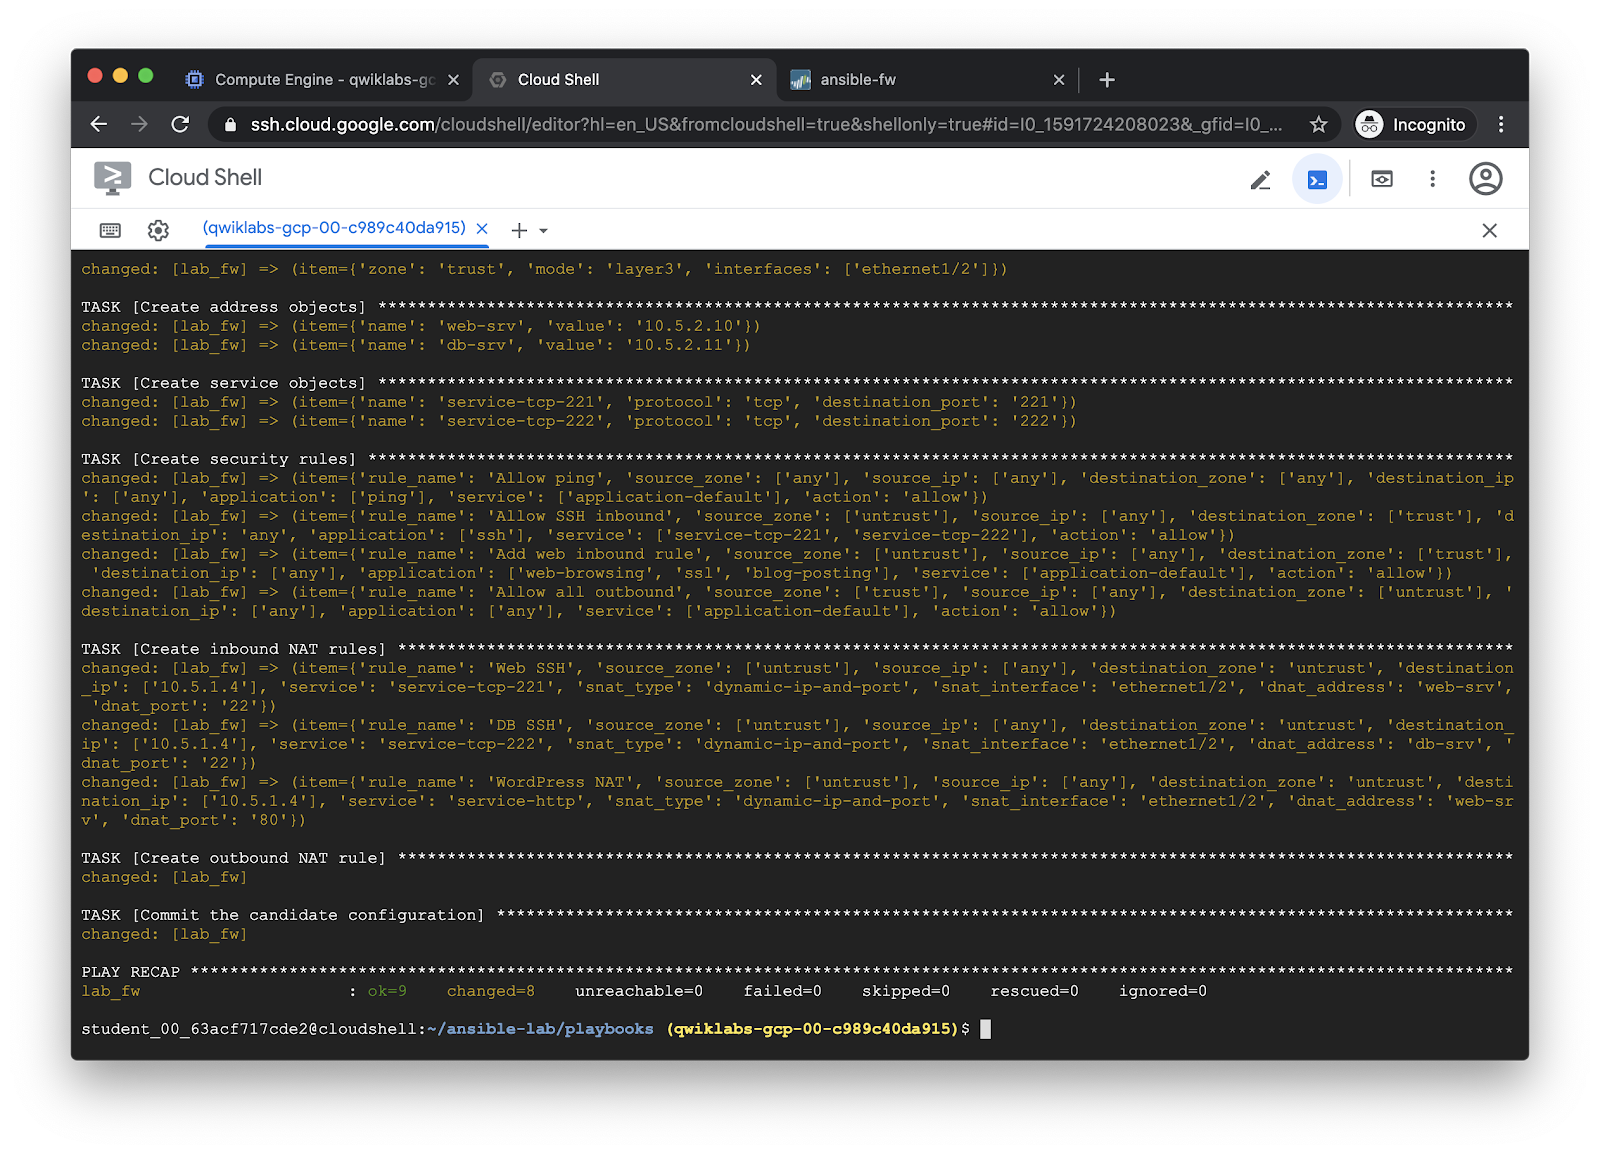 Compute Engine - qwiklabs-gc
Cloud Shell
ansible-fw
ssh.cloud.google.com/cloudshell/editor?hl=en_US&fromcloudshell=true&shellonly=true#id=I0_1591724208023&_gfid=I0_...
Incognito
Cloud Shell
(qwiklabs-gcp-00-c989c40da915)
changed: [lab_fw] => (item={'zone': 'trust', 'mode': 'layer3', 'interfaces': ['ethernet1/2']})
TASK [Create address objects] *******************************************************************************************************************
changed: [lab_fw] => (item={'name': 'web-srv', 'value': '10.5.2.10'})
changed: [lab_fw] => (item={'name': 'db-srv', 'value': '10.5.2.11'})
TASK [Create service objects] *******************************************************************************************************************
changed: [lab_fw] => (item={'name': 'service-tcp-221', 'protocol': 'tcp', 'destination_port': '221'})
changed: [lab_fw] => (item={'name': 'service-tcp-222', 'protocol': 'tcp', 'destination_port': '222'})
TASK [Create security rules] ********************************************************************************************************************
changed: [lab_fw] => (item={'rule_name': 'Allow ping', 'source_zone': ['any'], 'source_ip': ['any'], 'destination_zone': ['any'], 'destination_ip
': ['any'], 'application': ['ping'], 'service': ['application-default'], 'action': 'allow'})
changed: [lab_fw] => (item={'rule_name': 'Allow SSH inbound', 'source_zone': ['untrust'], 'source_ip': ['any'], 'destination_zone': ['trust'], 'd
estination_ip': 'any', 'application': ['ssh'], 'service': ['service-tcp-221', 'service-tcp-222'], 'action': 'allow'})
changed: [lab_fw] => (item={'rule_name': 'Add web inbound rule', 'source_zone': ['untrust'], 'source_ip': ['any'], 'destination_zone': ['trust'],
'destination_ip': ['any'], 'application': ['web-browsing', 'ssl', 'blog-posting'], 'service': ['application-default'], 'action': 'allow'})
changed: [lab_fw] => (item={'rule_name': 'Allow all outbound', 'source_zone': ['trust'], 'source_ip': ['any'], 'destination_zone': ['untrust'], '
destination_ip': ['any'], 'application': ['any'], 'service': ['application-default'], 'action': 'allow'})
TASK [Create inbound NAT rules] *****************************************************************************************************************
changed: [lab_fw] => (item={'rule_name': 'Web SSH', 'source_zone': ['untrust'], 'source_ip': ['any'], 'destination_zone': 'untrust', 'destination
_ip': ['10.5.1.4'], 'service': 'service-tcp-221', 'snat_type': 'dynamic-ip-and-port', 'snat_interface': 'ethernet1/2', 'dnat_address': 'web-srv',
'dnat_port': '22'})
changed: [lab_fw] => (item={'rule_name': 'DB SSH', 'source_zone': ['untrust'], 'source_ip': ['any'], 'destination_zone': 'untrust', 'destination_
ip': ['10.5.1.4'], 'service': 'service-tcp-222', 'snat_type': 'dynamic-ip-and-port', 'snat_interface': 'ethernet1/2', 'dnat_address': 'db-srv', '
dnat_port': '22'})
changed: [lab_fw] => (item={'rule_name': 'WordPress NAT', 'source_zone': ['untrust'], 'source_ip': ['any'], 'destination_zone': 'untrust', 'desti
nation_ip': ['10.5.1.4'], 'service': 'service-http', 'snat_type': 'dynamic-ip-and-port', 'snat_interface': 'ethernet1/2', 'dnat_address': 'web-sr
v', 'dnat_port': '80'})
TASK [Create outbound NAT rule] *****************************************************************************************************************
changed: [lab_fw]
TASK [Commit the candidate configuration] *******************************************************************************************************
changed: [lab_fw]
PLAY RECAP **************************************************************************************************************************************
lab_fw : ok=9 changed=8 unreachable=0 failed=0 skipped=0 rescued=0 ignored=0
student_00_63acf717cde2@cloudshell:~/ansible-lab/playbooks (qwiklabs-gcp-00-c989c40da915)$